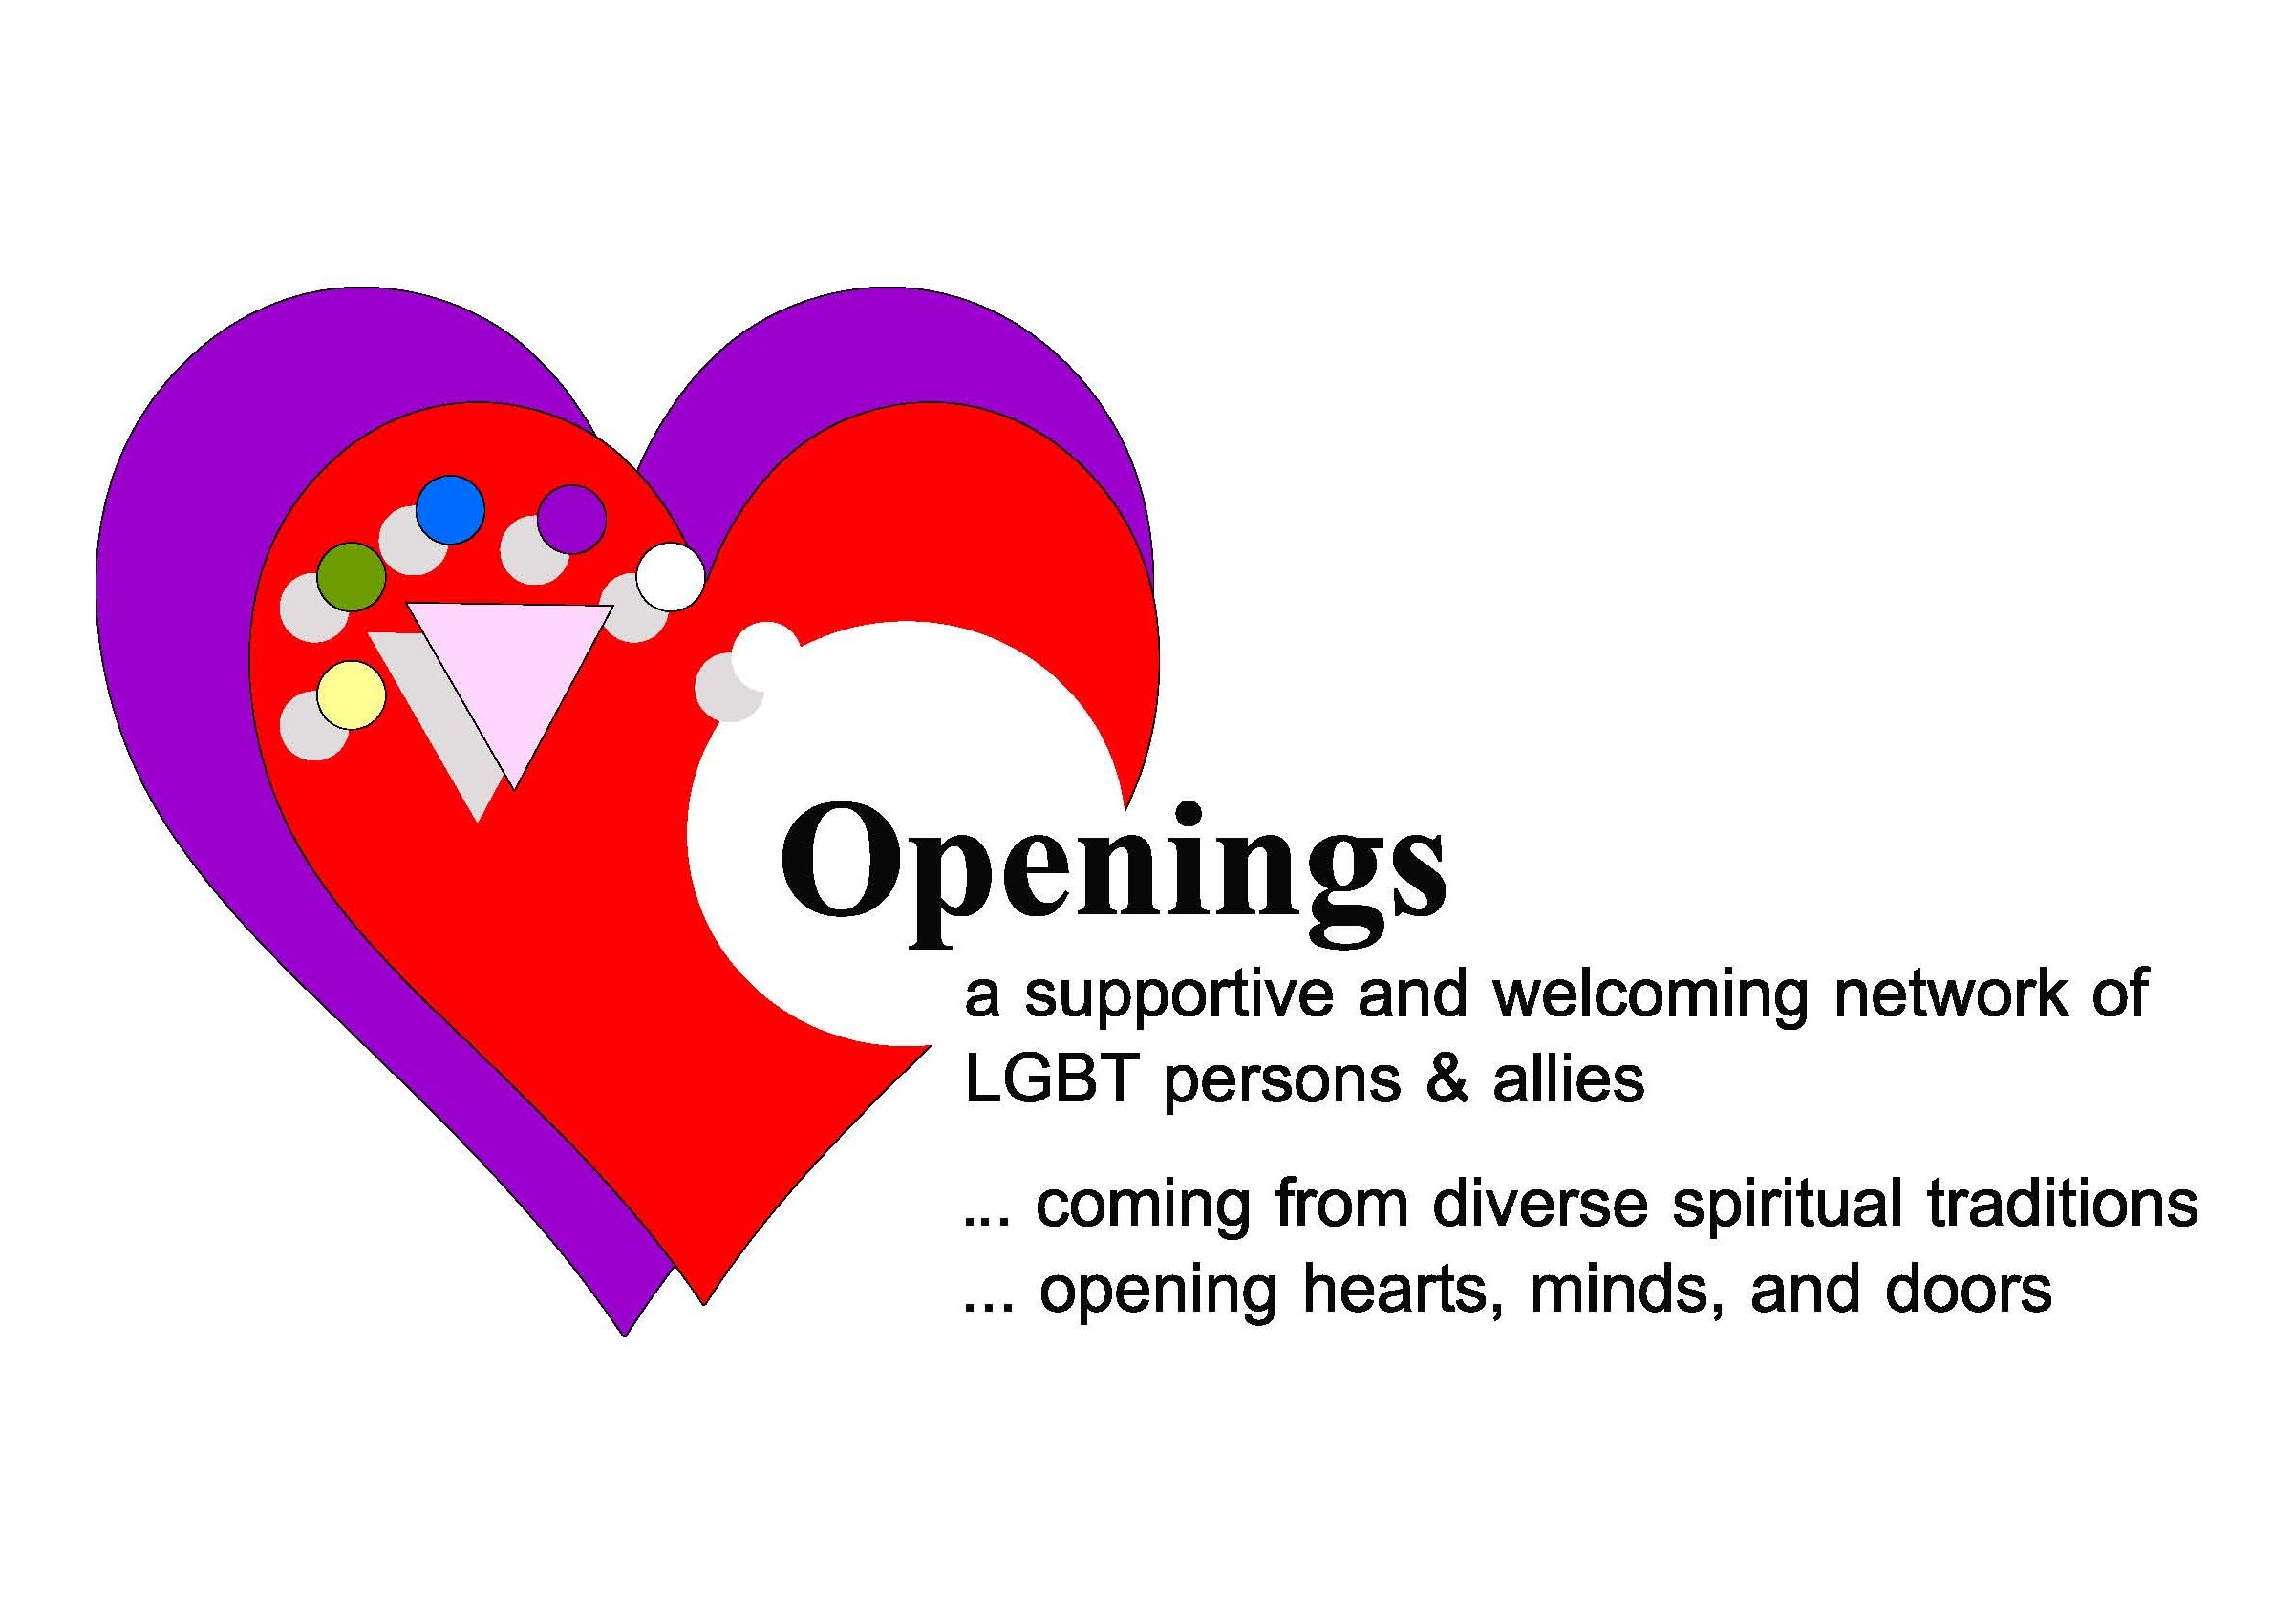 Openings
a supportive and welcoming network of
LGBT persons & allies
... coming from diverse spiritual traditions
... opening hearts, minds, and doors